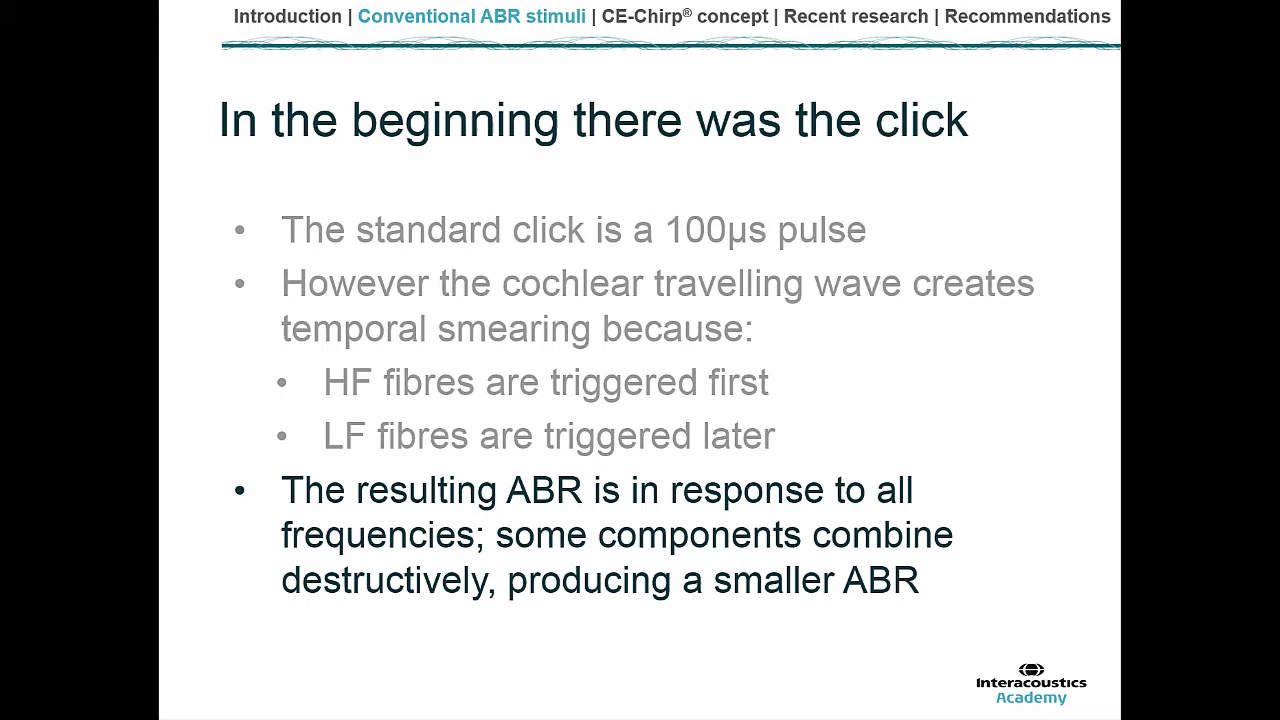 Introduction | Conventional ABR stimuli | CE-Chirp® concept | Recent research | Recommendations
In the beginning there was the click
• The standard click is a 100µs pulse
• However the cochlear travelling wave creates
temporal smearing because:
• HF fibres are triggered first
• LF fibres are triggered later
• The resulting ABR is in response to all
frequencies; some components combine
destructively, producing a smaller ABR
Interacoustics
Academy